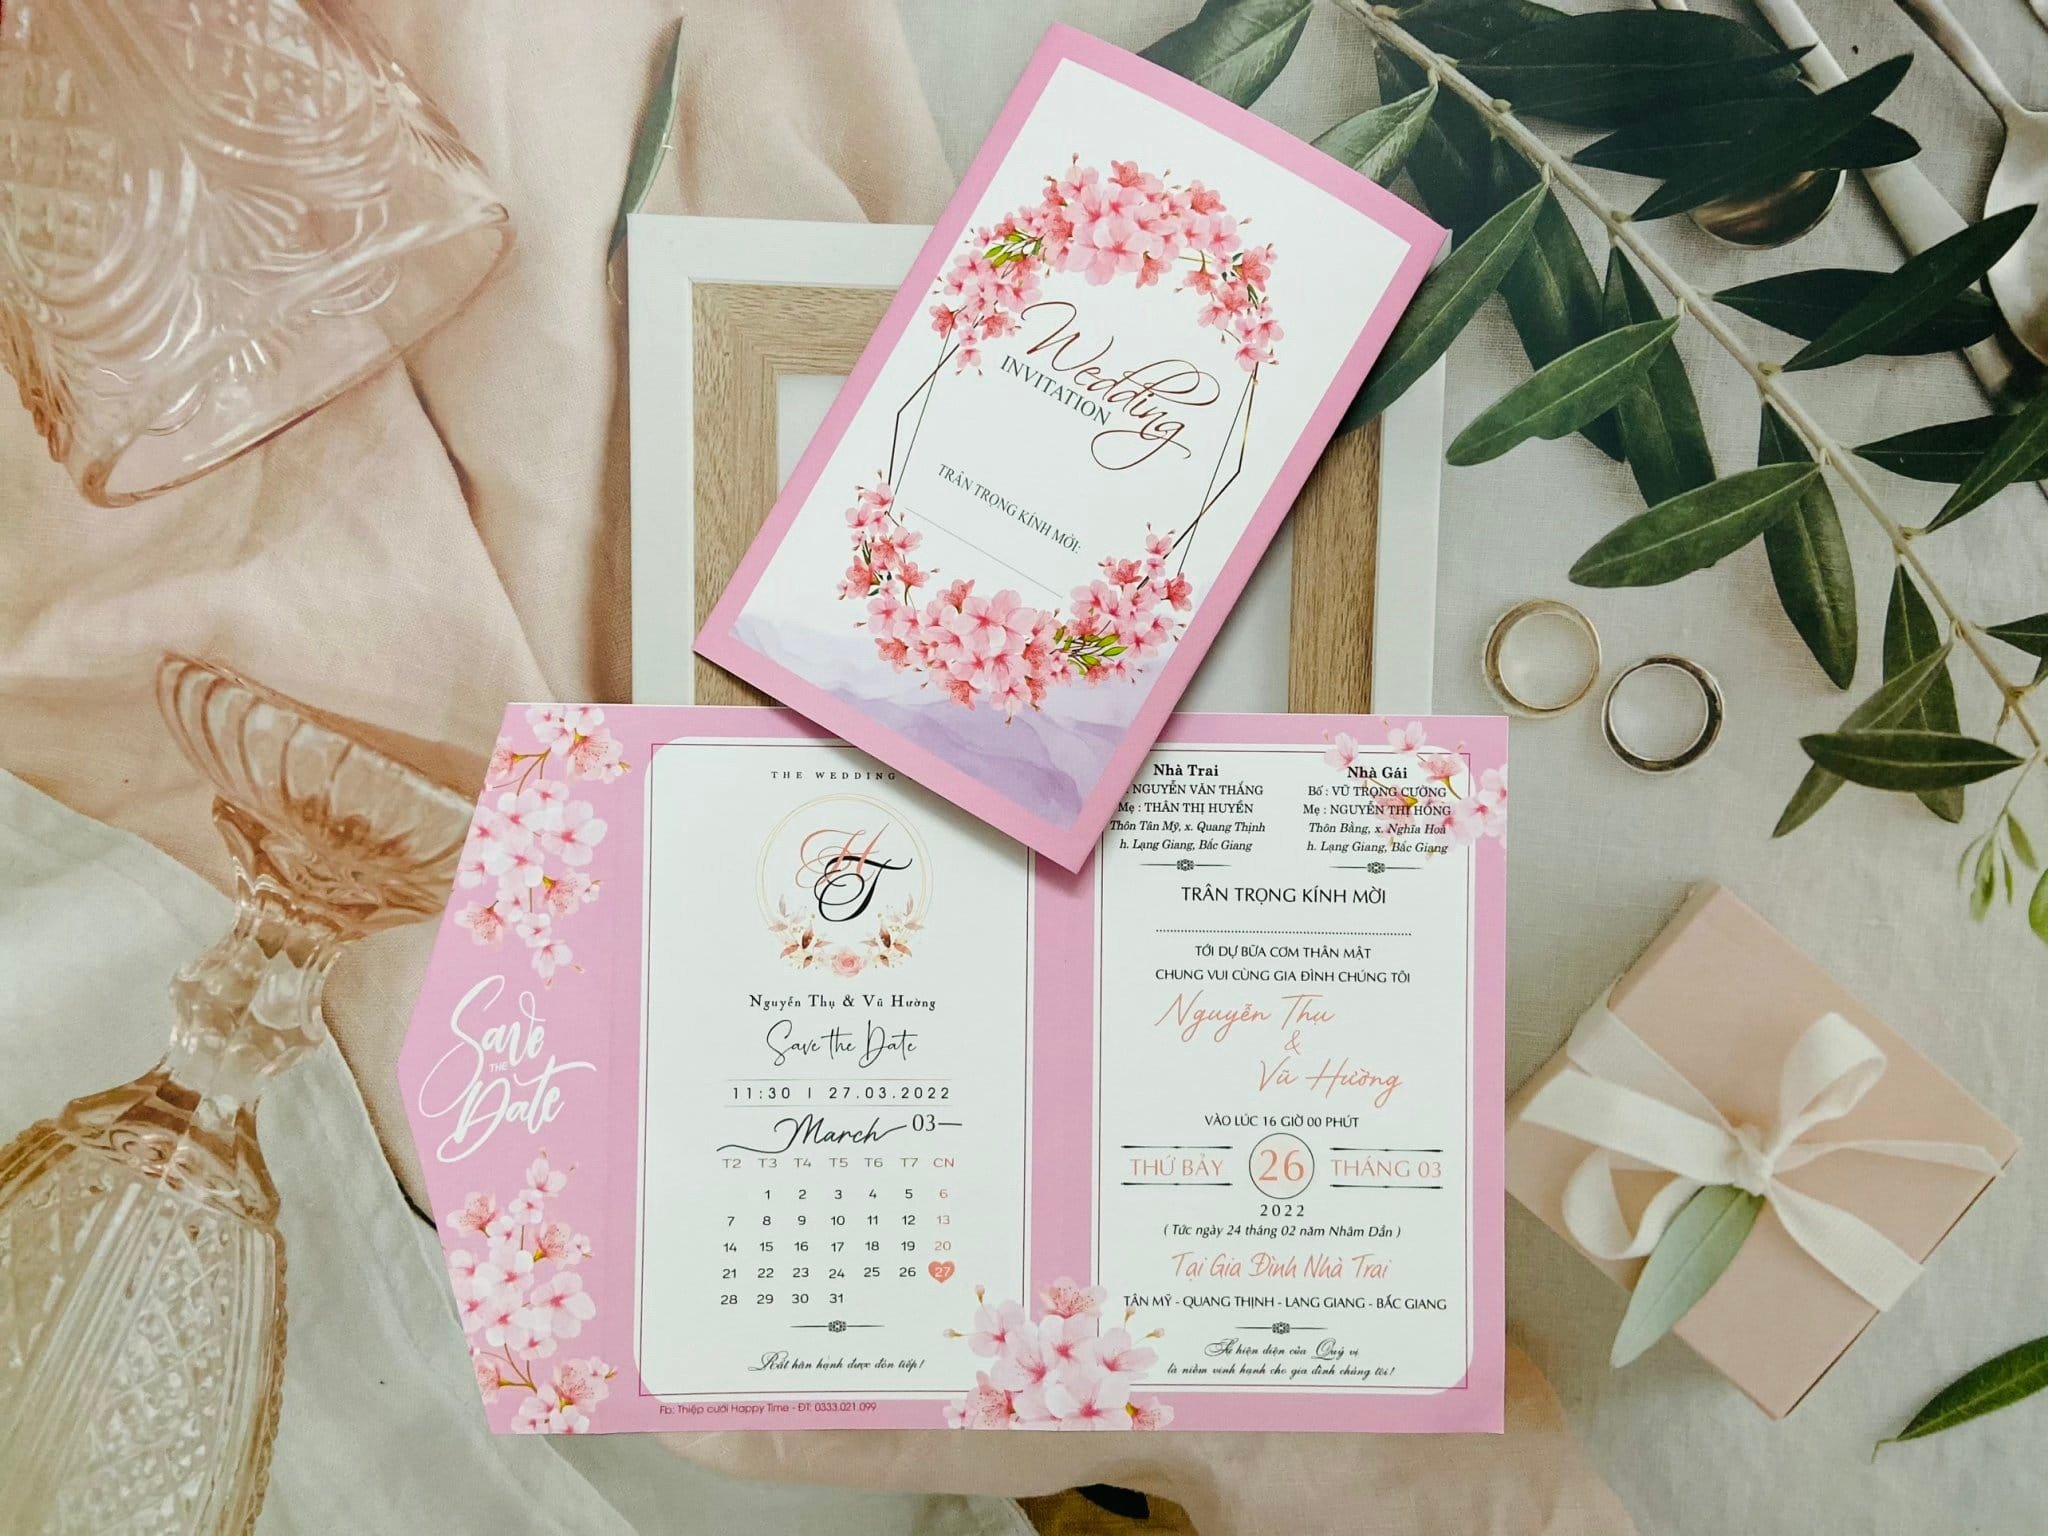 Wedding
INVITATION
TRÂN TRỌNG KÍNH MỜI:
Save
THE
Date
THE WEDDING
HT
Nguyễn Thụ & Vũ Hường
Save the Date
11:30 | 27.03.2022
March 03
T2 T3 T4 T5 T6 T7 CN
1 2 3 4 5 6
7 8 9 10 11 12 13
14 15 16 17 18 19 20
21 22 23 24 25 26 27
28 29 30 31
Rất hân hạnh được đón tiếp!
Fb: Thiệp cưới Happy Time - ĐT: 0333.021.099
Nhà Trai
: NGUYỄN VĂN THẮNG
Mẹ : THÂN THỊ HUYỀN
Thôn Tân Mỹ, x. Quang Thịnh
h. Lạng Giang, Bắc Giang
Nhà Gái
Bố : VŨ TRỌNG CƯỜNG
Mẹ : NGUYỄN THỊ HỒNG
Thôn Bằng, x. Nghĩa Hoà
h. Lạng Giang, Bắc Giang
TRÂN TRỌNG KÍNH MỜI
TỚI DỰ BỮA CƠM THÂN MẬT
CHUNG VUI CÙNG GIA ĐÌNH CHÚNG TÔI
Nguyễn Thụ
&
Vũ Hường
VÀO LÚC 16 GIỜ 00 PHÚT
THỨ BẢY 26 THÁNG 03
2022
( Tức ngày 24 tháng 02 năm Nhâm Dần )
Tại Gia Đình Nhà Trai
TÂN MỸ - QUANG THỊNH - LẠNG GIANG - BẮC GIANG
Sự hiện diện của Quý vị
là niềm vinh hạnh cho gia đình chúng tôi!